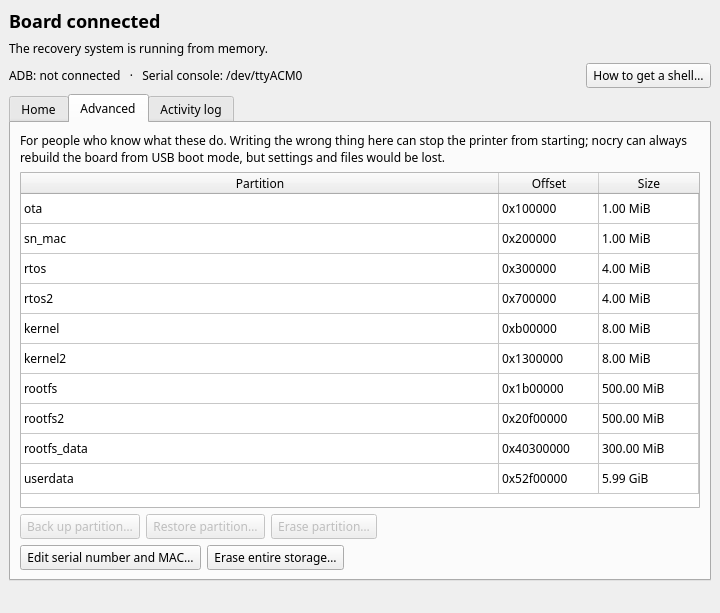 Board connected
The recovery system is running from memory.
ADB: not connected · Serial console: /dev/ttyACM0
How to get a shell...
Home Advanced Activity log
For people who know what these do. Writing the wrong thing here can stop the printer from starting; nocry can always
rebuild the board from USB boot mode, but settings and files would be lost.
Partition Offset Size
ota 0x100000 1.00 MiB
sn_mac 0x200000 1.00 MiB
rtos 0x300000 4.00 MiB
rtos2 0x700000 4.00 MiB
kernel 0xb00000 8.00 MiB
kernel2 0x1300000 8.00 MiB
rootfs 0x1b00000 500.00 MiB
rootfs2 0x20f00000 500.00 MiB
rootfs_data 0x40300000 300.00 MiB
userdata 0x52f00000 5.99 GiB
Back up partition... Restore partition... Erase partition...
Edit serial number and MAC... Erase entire storage...